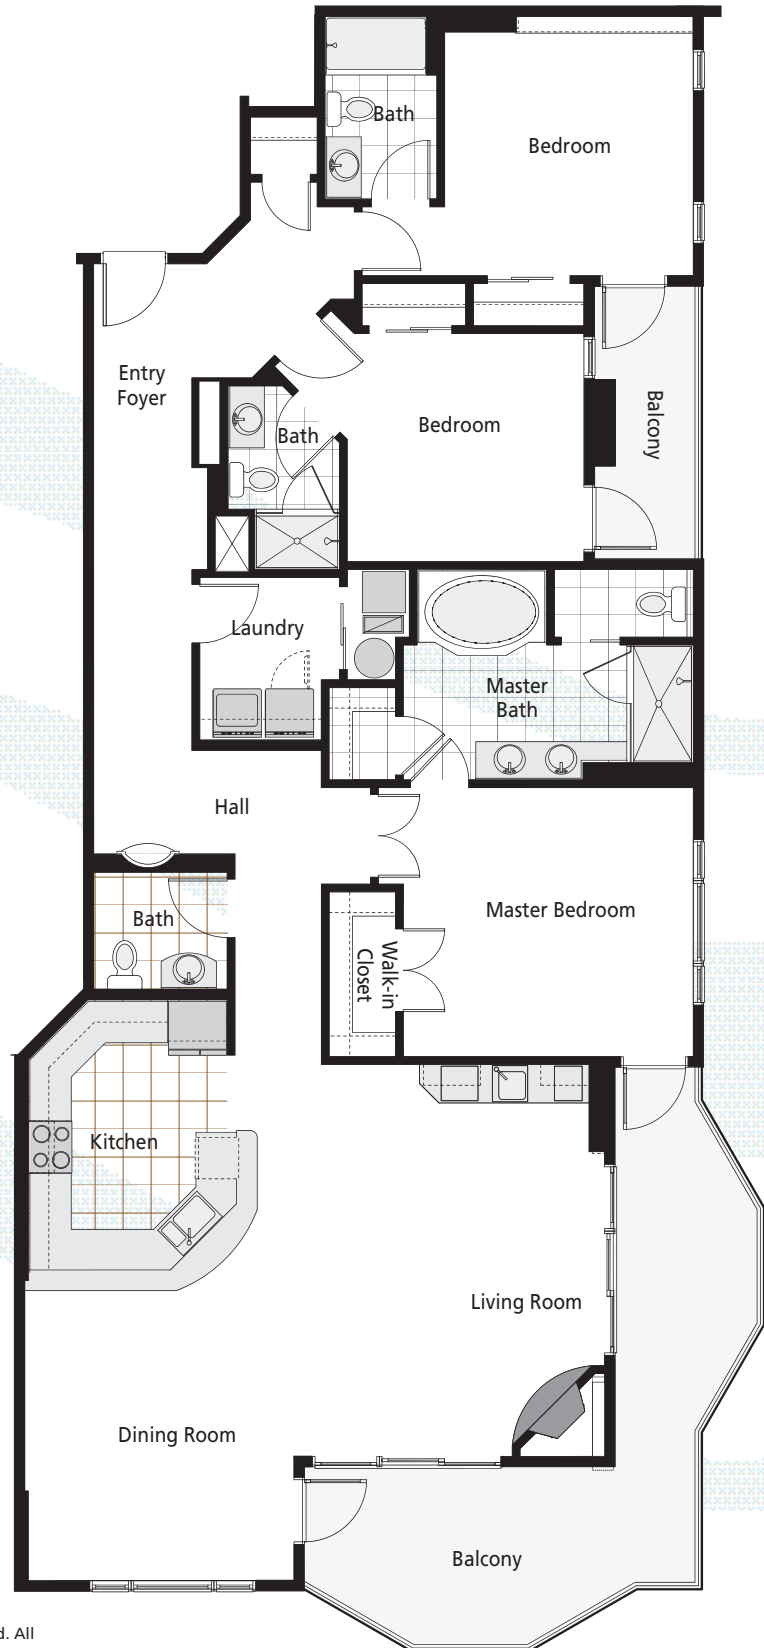 Bath
Bedroom
Entry
Foyer
Bath
Bedroom
Balcony
Laundry
Master
Bath
Hall
Bath
Master Bedroom
Walk-in
Closet
Kitchen
Living Room
Dining Room
Balcony
d. All